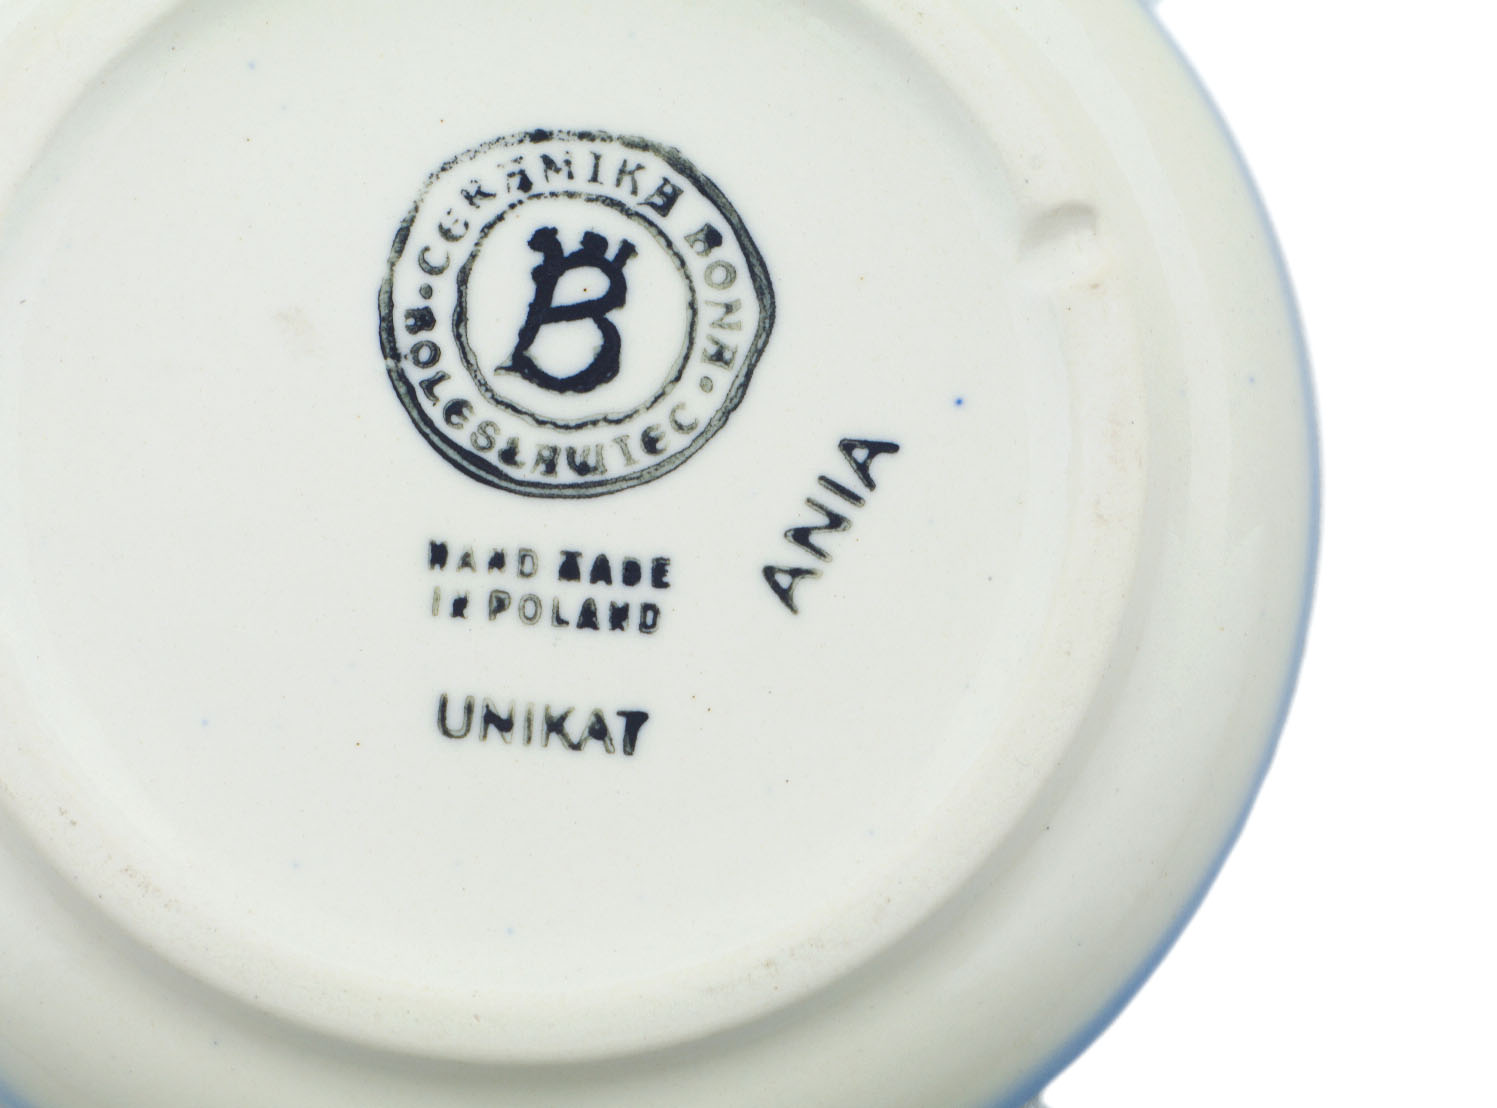 CERAMIKA BONA
B
BOLESŁAWIEC
HAND MADE
IN POLAND
UNIKAT
ANIA